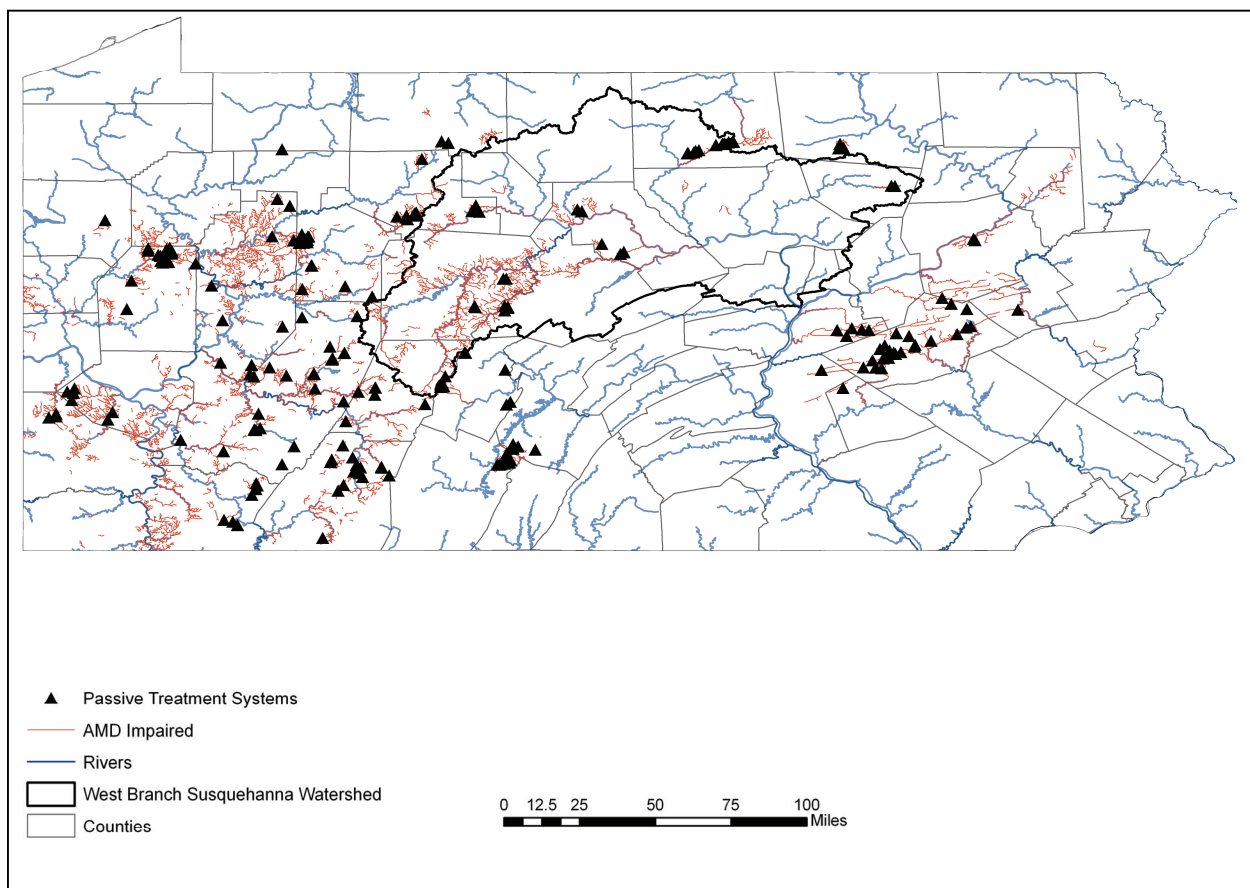 Passive Treatment Systems
AMD Impaired
Rivers
West Branch Susquehanna Watershed
Counties
0 12.5 25 50 75 100
Miles